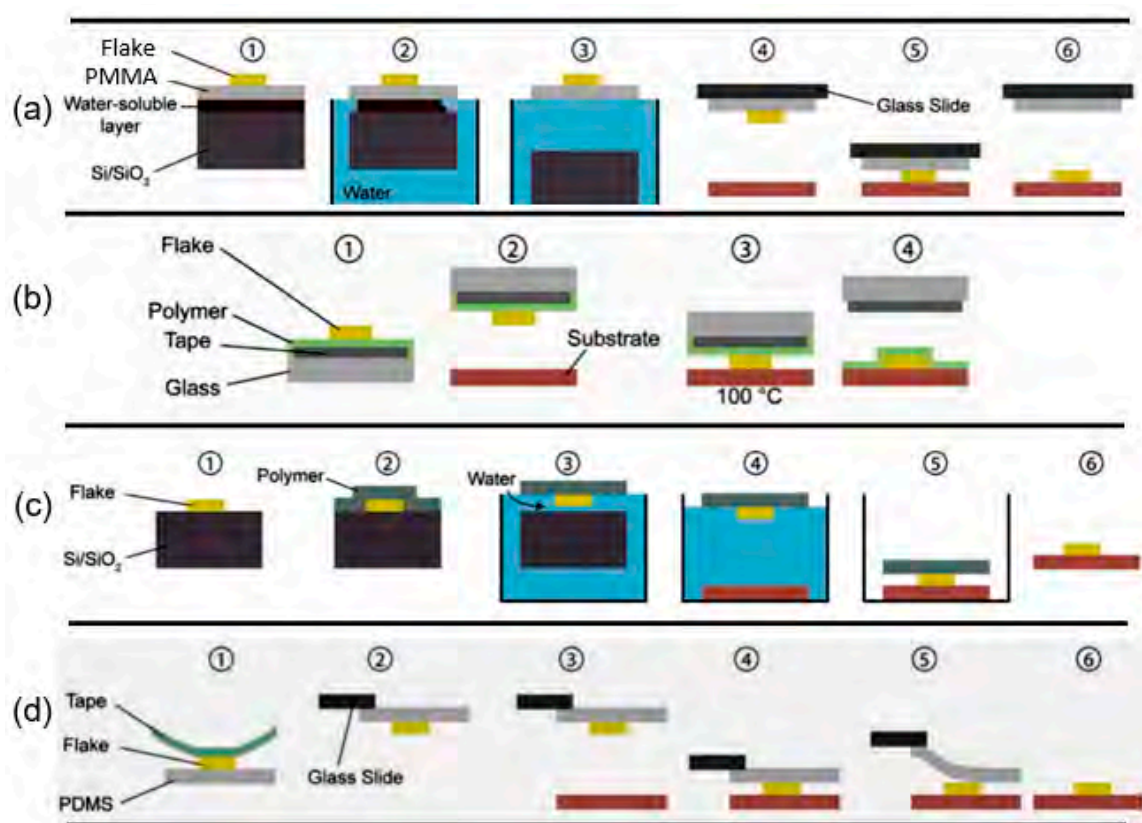 ① ② ③ ④ ⑤ ⑥
Flake
PMMA
(a)
Water-soluble
layer
Glass Slide
Si/SiO₂
Water
① ② ③ ④
Flake
(b)
Polymer
Tape
Substrate
Glass
100 °C
① ② ③ ④ ⑤ ⑥
Polymer
Water
Flake
(c)
Si/SiO₂
① ② ③ ④ ⑤ ⑥
Tape
(d)
Flake
Glass Slide
PDMS